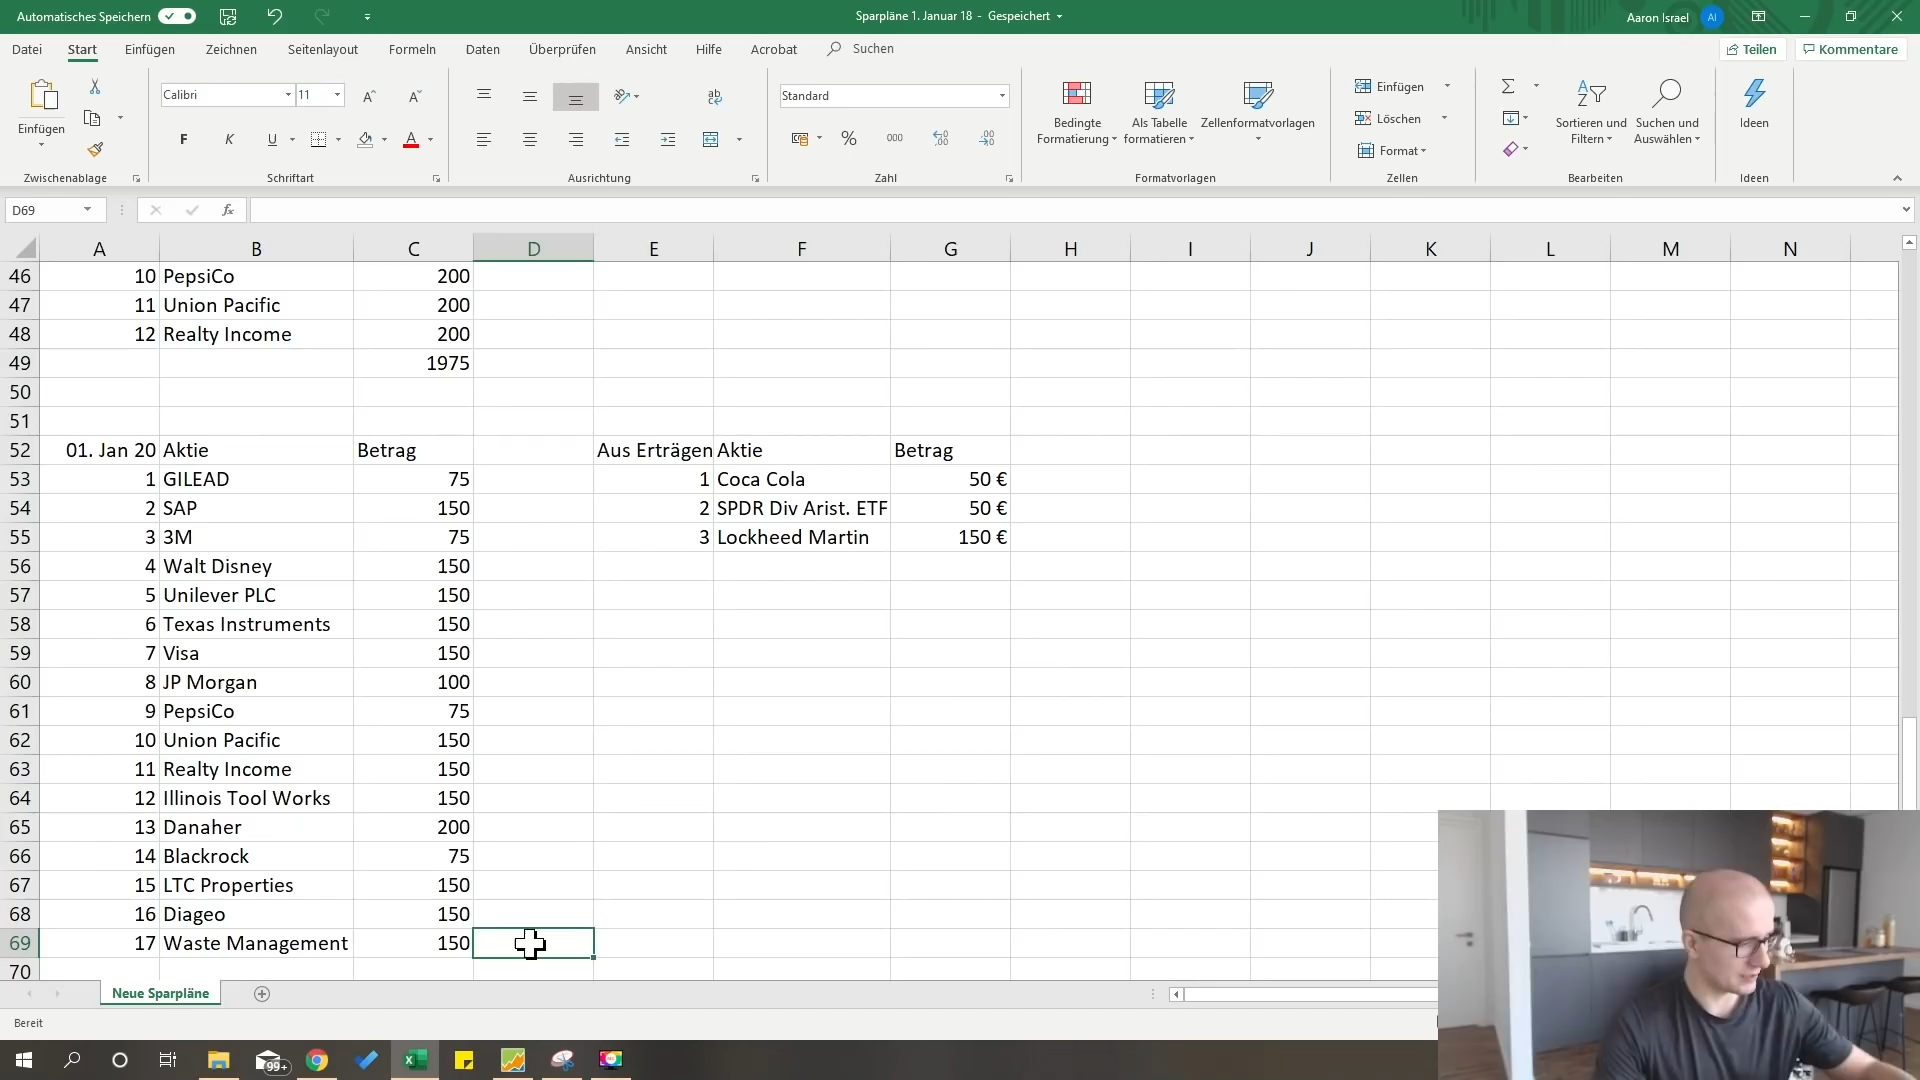 Automatisches Speichern
Sparpläne 1. Januar 18 - Gespeichert
Aaron Israel AI
Datei Start Einfügen Zeichnen Seitenlayout Formeln Daten Überprüfen Ansicht Hilfe Acrobat Suchen Teilen Kommentare
Einfügen
Zwischenablage
Calibri 11
F K U A
Schriftart
ab
Ausrichtung
Standard
% 000
Zahl
Bedingte Formatierung
Als Tabelle formatieren
Zellenformatvorlagen
Formatvorlagen
Einfügen
Löschen
Format
Zellen
Sortieren und Filtern
Suchen und Auswählen
Bearbeiten
Ideen
Ideen
D69 fx
A B C D E F G H I J K L M N
46 10 PepsiCo 200
47 11 Union Pacific 200
48 12 Realty Income 200
49 1975
50
51
52 01. Jan 20 Aktie Betrag Aus Erträgen Aktie Betrag
53 1 GILEAD 75 1 Coca Cola 50 €
54 2 SAP 150 2 SPDR Div Arist. ETF 50 €
55 3 3M 75 3 Lockheed Martin 150 €
56 4 Walt Disney 150
57 5 Unilever PLC 150
58 6 Texas Instruments 150
59 7 Visa 150
60 8 JP Morgan 100
61 9 PepsiCo 75
62 10 Union Pacific 150
63 11 Realty Income 150
64 12 Illinois Tool Works 150
65 13 Danaher 200
66 14 Blackrock 75
67 15 LTC Properties 150
68 16 Diageo 150
69 17 Waste Management 150
70
Neue Sparpläne
Bereit
99+